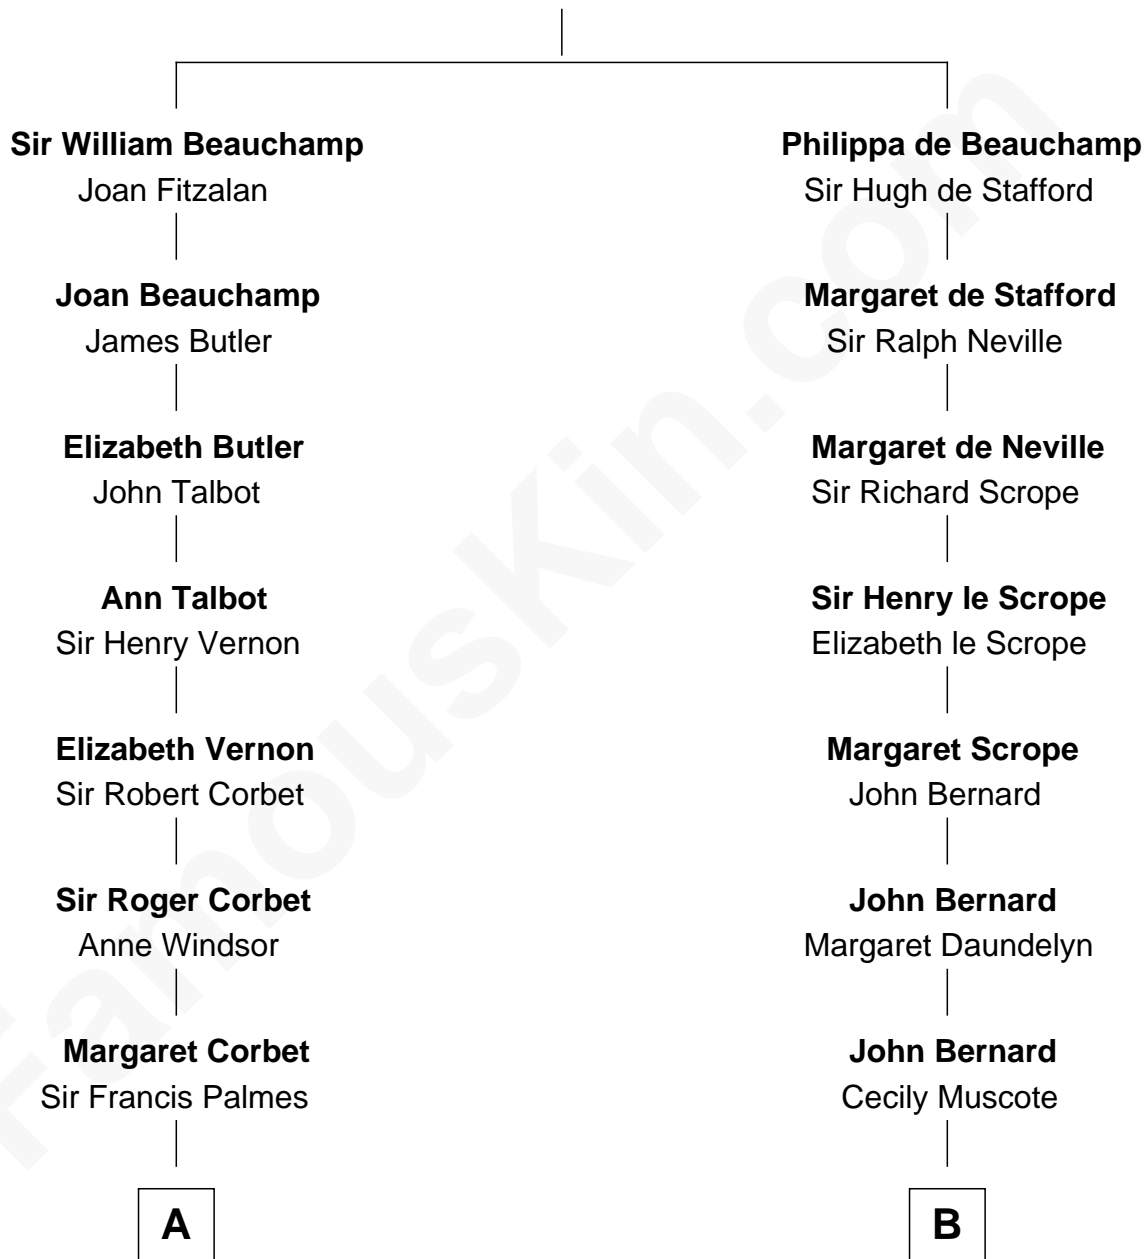 Sir William Beauchamp
Joan Fitzalan
Joan Beauchamp
James Butler
Elizabeth Butler
John Talbot
Ann Talbot
Sir Henry Vernon
Elizabeth Vernon
Sir Robert Corbet
Sir Roger Corbet
Anne Windsor
Margaret Corbet
Sir Francis Palmes
A
Philippa de Beauchamp
Sir Hugh de Stafford
Margaret de Stafford
Sir Ralph Neville
Margaret de Neville
Sir Richard Scrope
Sir Henry le Scrope
Elizabeth le Scrope
Margaret Scrope
John Bernard
John Bernard
Margaret Daundelyn
John Bernard
Cecily Muscote
B
FamousKin.com